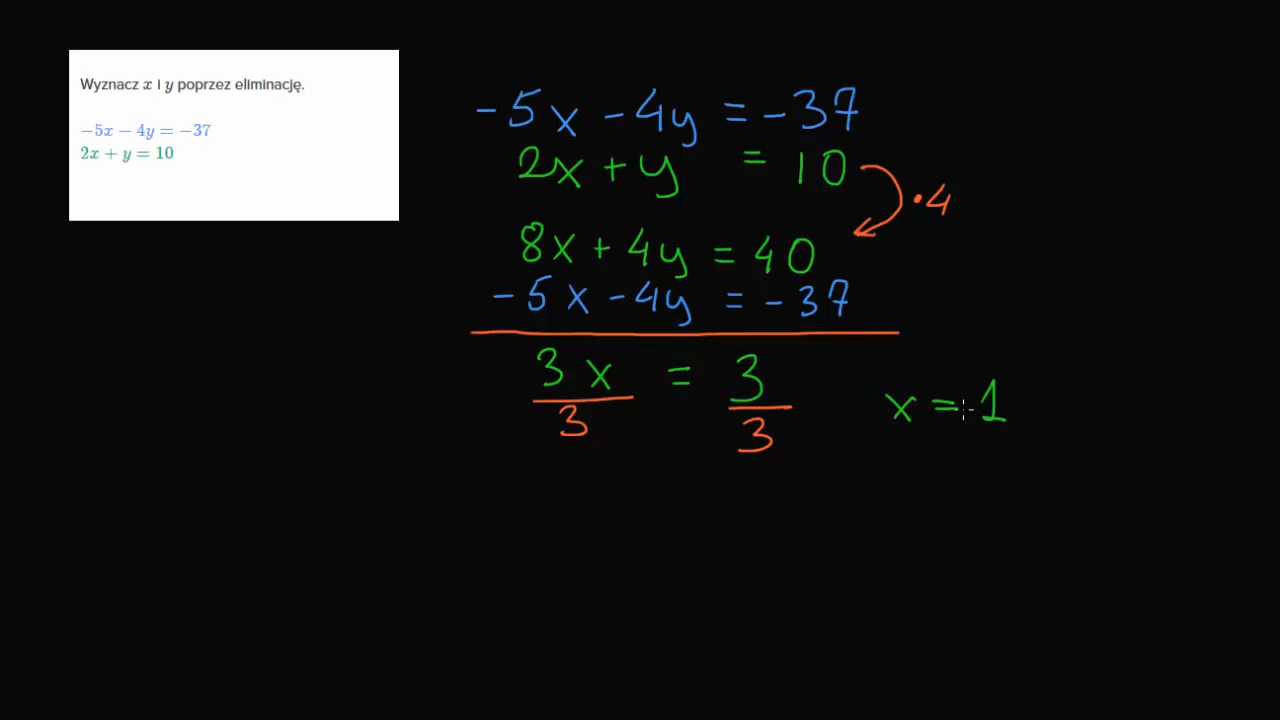 Wyznacz x i y poprzez eliminację.
−5x − 4y = −37
2x + y = 10
-5x -4y = -37
2x + y = 10
•4
8x + 4y = 40
-5x -4y = -37
3x = 3
3 3
x = 1